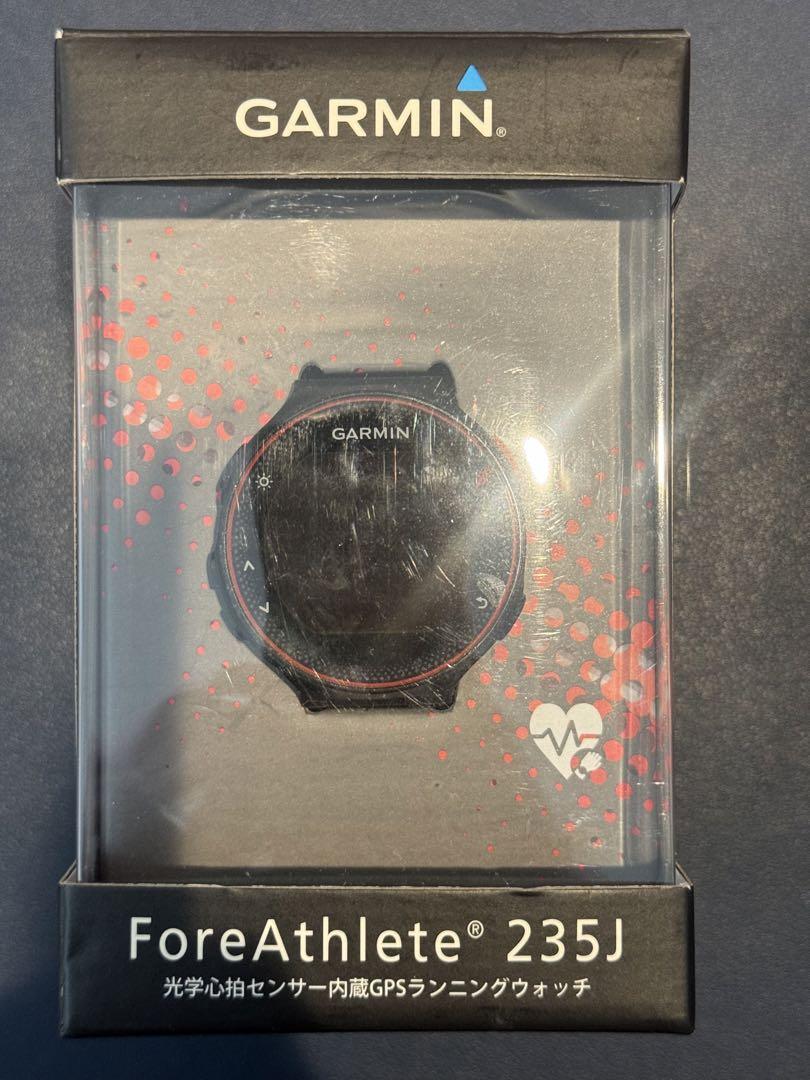 GARMIN®
GARMIN
ForeAthlete® 235J
光学心拍センサー内蔵GPSランニングウォッチ